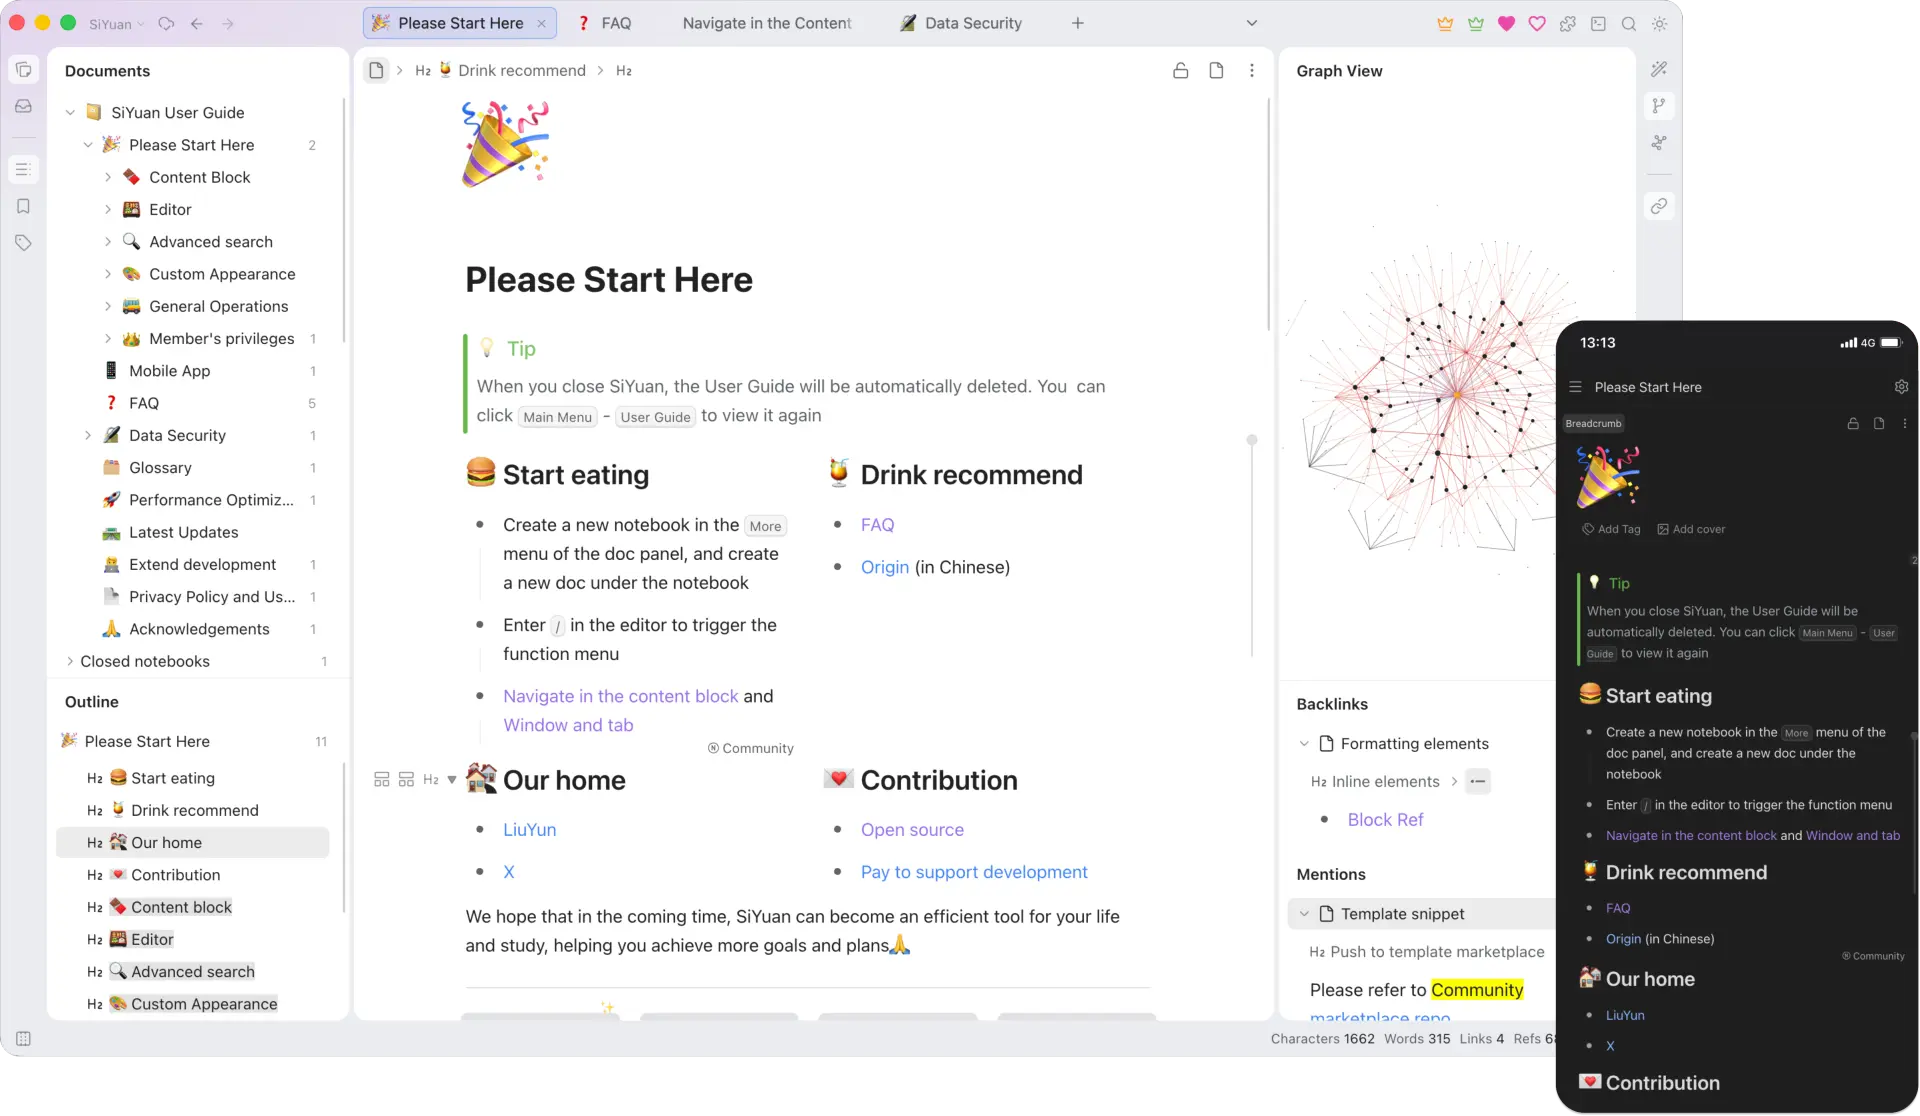 SiYuan
Please Start Here
FAQ
Navigate in the Content
Data Security
Documents
SiYuan User Guide
Please Start Here 2
Content Block
Editor
Advanced search
Custom Appearance
General Operations
Member's privileges 1
Mobile App 1
FAQ 5
Data Security 1
Glossary 1
Performance Optimiz... 1
Latest Updates
Extend development 1
Privacy Policy and Us... 1
Acknowledgements 1
Closed notebooks 1
Outline
Please Start Here 11
H2 Start eating
H2 Drink recommend
H2 Our home
H2 Contribution
H2 Content block
H2 Editor
H2 Advanced search
H2 Custom Appearance
H2 Drink recommend H2
Please Start Here
Tip
When you close SiYuan, the User Guide will be automatically deleted. You can
click Main Menu - User Guide to view it again
Start eating
Create a new notebook in the More
menu of the doc panel, and create
a new doc under the notebook
Enter / in the editor to trigger the
function menu
Navigate in the content block and
Window and tab
Drink recommend
FAQ
Origin (in Chinese)
Community
H2
Our home
LiuYun
X
Contribution
Open source
Pay to support development
We hope that in the coming time, SiYuan can become an efficient tool for your life
and study, helping you achieve more goals and plans
Graph View
Backlinks
Formatting elements
H2 Inline elements
Block Ref
Mentions
Template snippet
H2 Push to template marketplace
Please refer to Community
marketplace repo
Characters 1662 Words 315 Links 4 Refs
13:13
4G
Please Start Here
Breadcrumb
Add Tag Add cover
2
Tip
When you close SiYuan, the User Guide will be
automatically deleted. You can click Main Menu - User
Guide to view it again
Start eating
Create a new notebook in the More menu of the
doc panel, and create a new doc under the
notebook
Enter / in the editor to trigger the function menu
Navigate in the content block and Window and tab
Drink recommend
FAQ
Origin (in Chinese)
Community
Our home
LiuYun
X
Contribution